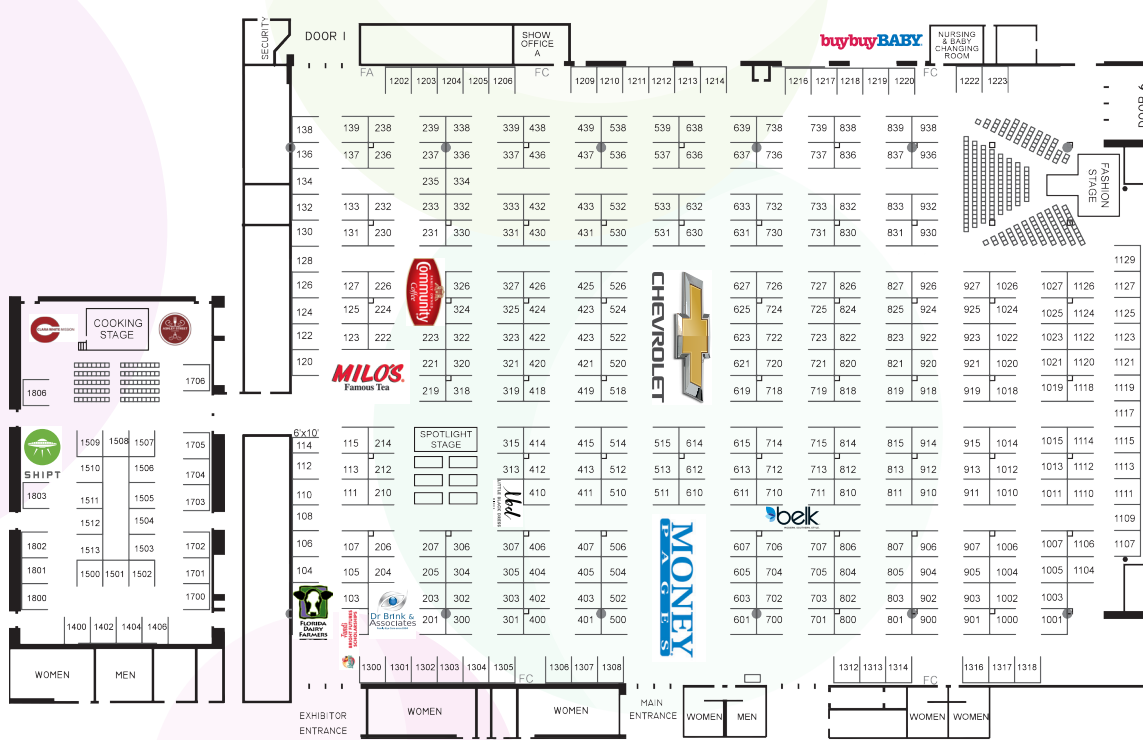 SECURITY
DOOR 1
SHOW
OFFICE
A
buybuyBABY
NURSING
& BABY
CHANGING
ROOM
FA
FC
FC
1202 1203 1204 1205 1206
1209 1210 1211 1212 1213 1214
1216 1217 1218 1219 1220
1222 1223
138 139 238 239 338 339 438 439 538 539 638 639 738 739 838 839 938
136 137 236 237 336 337 436 437 536 537 636 637 736 737 836 837 936
134 235 334
132 133 232 233 332 333 432 433 532 533 632 633 732 733 832 833 932
130 131 230 231 330 331 430 431 530 531 630 631 730 731 830 831 930
FASHION
STAGE
128 1129
126 127 226 326 327 426 425 526 627 726 727 826 827 926 927 1026 1027 1126 1127
124 125 224 324 325 424 423 524 625 724 725 824 825 924 925 1024 1025 1124 1125
122 123 222 223 322 323 422 423 522 623 722 723 822 823 922 923 1022 1023 1122 1123
120 221 320 321 420 421 520 621 720 721 820 821 920 921 1020 1021 1120 1121
219 318 319 418 419 518 619 718 719 818 819 918 919 1018 1019 1118 1119
1117
Community
Coffee
CHEVROLET
MILO'S
Famous Tea
CLARA WHITE MISSION
COOKING
STAGE
1806
1706
SHIPT
1803
1802
1801
1800
1509 1508 1507
1510 1506
1511 1505
1512 1504
1513 1503
1500 1501 1502
1705
1704
1703
1702
1701
1700
1400 1402 1404 1406
WOMEN
MEN
6'x10'
114 115 214 315 414 415 514 515 614 615 714 715 814 815 914 915 1014 1015 1114 1115
SPOTLIGHT
STAGE
112 113 212 313 412 413 512 513 612 613 712 713 812 813 912 913 1012 1013 1112 1113
110 111 210 410 411 510 511 610 611 710 711 810 811 910 911 1010 1011 1110 1111
LITTLE BLACK DRESS
lbd
108 1109
belk
106 107 206 207 306 307 406 407 506 607 706 707 806 807 906 907 1006 1007 1106 1107
104 105 204 205 304 305 404 405 504 605 704 705 804 805 904 905 1004 1005 1104
103 203 302 303 402 403 502 603 702 703 802 803 902 903 1002 1003
201 300 301 400 401 500 601 700 701 800 801 900 901 1000 1001
MONEY
PAGES
FLORIDA
DAIRY
FARMERS
BRIGHT FUTURES
SCHOLARSHIPS
Dr Brink &
Associates
1300 1301 1302 1303 1304 1305
FC
1306 1307 1308
1312 1313 1314
FC
1316 1317 1318
EXHIBITOR
ENTRANCE
WOMEN
WOMEN
MAIN
ENTRANCE
WOMEN
MEN
WOMEN
WOMEN